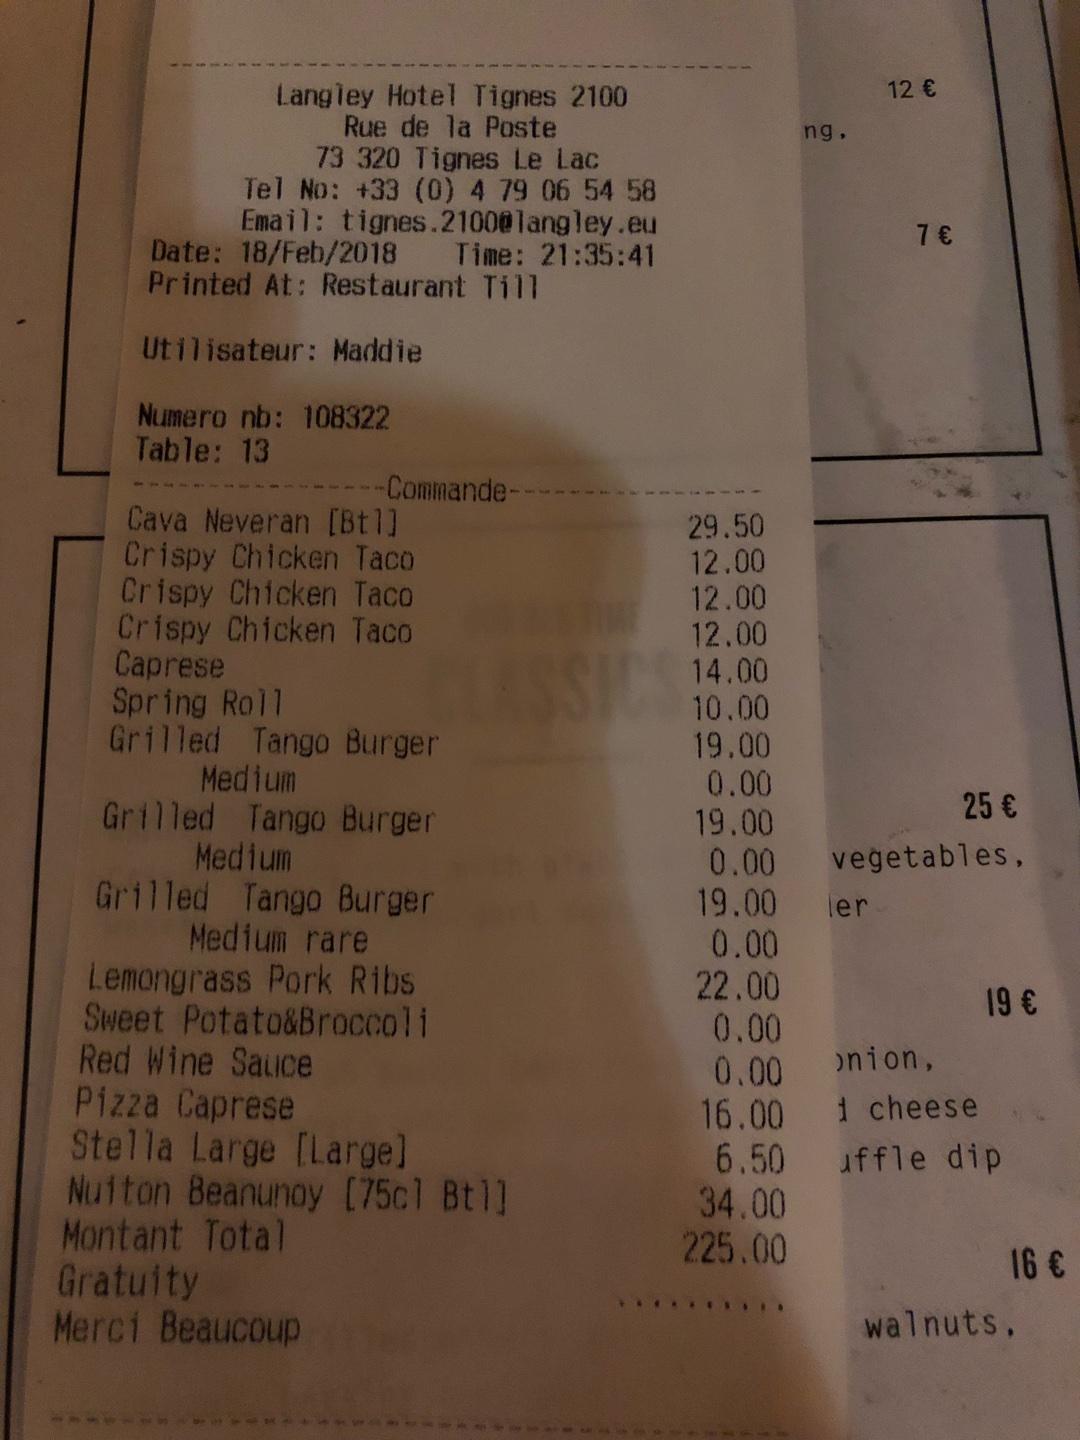 Langley Hotel Tignes 2100
Rue de la Poste
73 320 Tignes Le Lac
Tel No: +33 (0) 4 79 06 54 58
Email: tignes.2100@langley.eu
Date: 18/Feb/2018 Time: 21:35:41
Printed At: Restaurant Till
Utilisateur: Maddie
Numero nb: 108322
Table: 13
Commande
Cava Neveran [Btl] 29.50
Crispy Chicken Taco 12.00
Crispy Chicken Taco 12.00
Crispy Chicken Taco 12.00
Caprese 14.00
Spring Roll 10.00
Grilled Tango Burger 19.00
Medium 0.00
Grilled Tango Burger 19.00
Medium 0.00
Grilled Tango Burger 19.00
Medium rare 0.00
Lemongrass Pork Ribs 22.00
Sweet Potato&Broccoli 0.00
Red Wine Sauce 0.00
Pizza Caprese 16.00
Stella Large [Large] 6.50
Nuiton Beanunoy [75cl Btl] 34.00
Montant Total 225.00
Gratuity ..........
Merci Beaucoup
12 €
ng.
7 €
CLASSICS
25 €
vegetables,
19 €
onion,
cheese
uffle dip
16 €
walnuts,